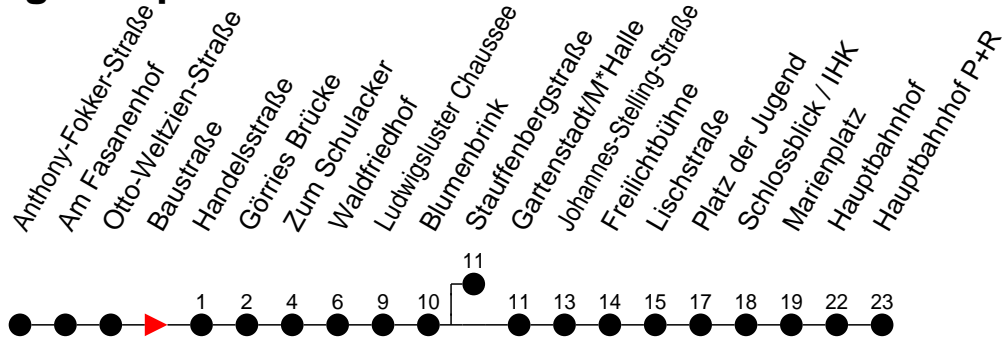 Anthony-Fokker-Straße
Am Fasanenhof
Otto-Weltzien-Straße
Baustraße
Handelsstraße
Görries Brücke
Zum Schulacker
Waldfriedhof
Ludwigsluster Chaussee
Blumenbrink
Stauffenbergstraße
Gartenstadt/M*Halle
Johannes-Stelling-Straße
Freilichtbühne
Lischstraße
Platz der Jugend
Schlossblick / IHK
Marienplatz
Hauptbahnhof
Hauptbahnhof P+R
11
1 2 4 6 9 10 11 13 14 15 17 18 19 22 23